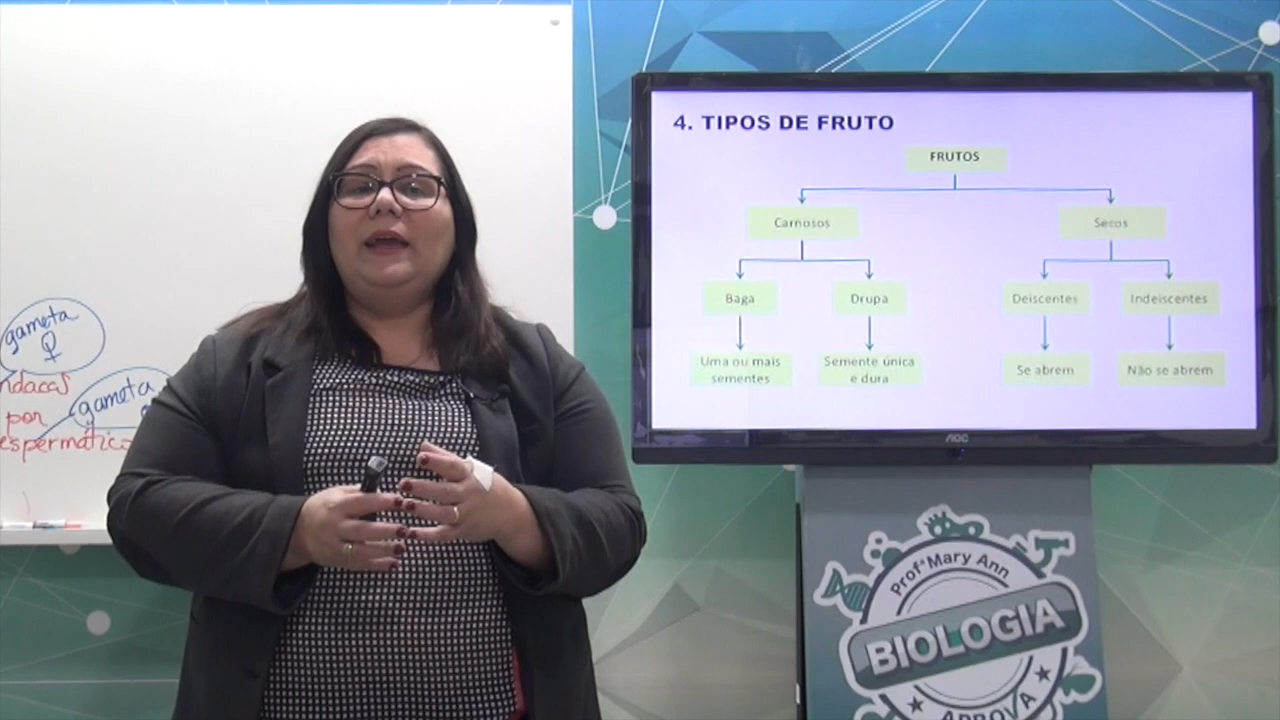 4. TIPOS DE FRUTO
FRUTOS
Carnosos
Secos
Baga
Drupa
Deiscentes
Indeiscentes
Uma ou mais
sementes
Semente única
e dura
Se abrem
Não se abrem
AOC
gameta
♀
gameta
por
Profª Mary Ann
BIOLOGIA
APROVA